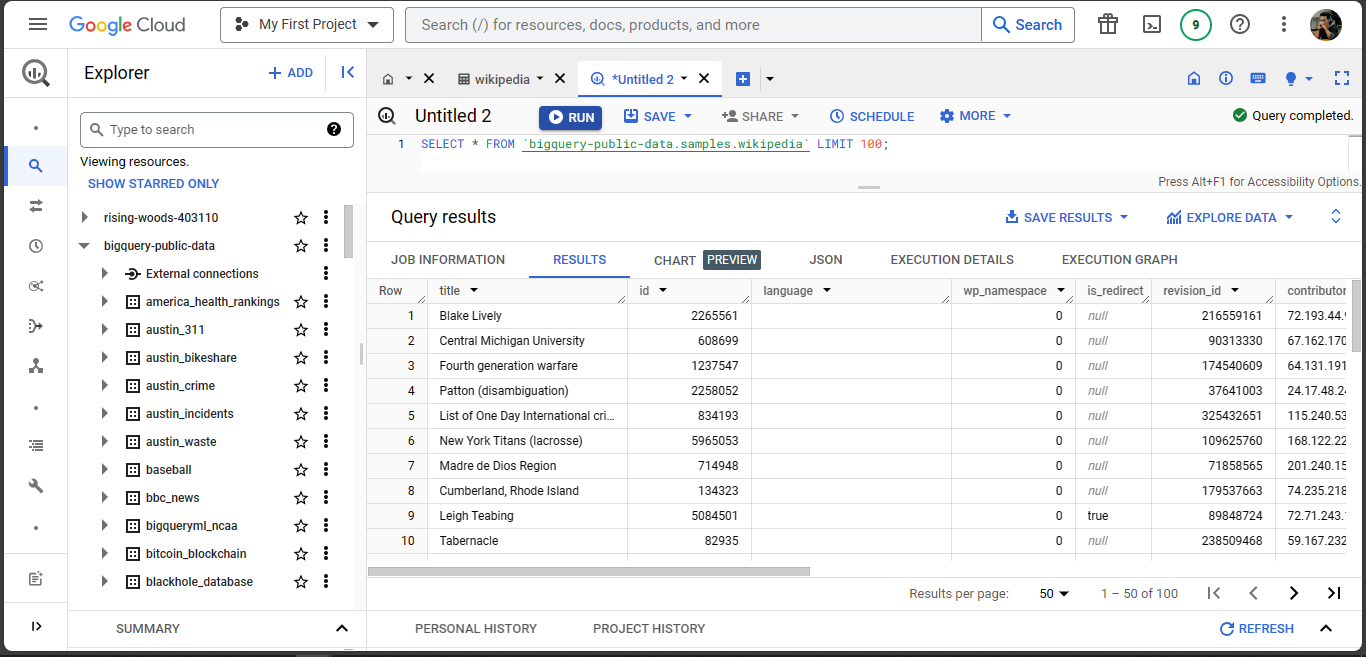 Google Cloud
My First Project
Search (/) for resources, docs, products, and more
Search
9
Explorer
ADD
wikipedia
*Untitled 2
Type to search
Viewing resources.
SHOW STARRED ONLY
rising-woods-403110
bigquery-public-data
External connections
america_health_rankings
austin_311
austin_bikeshare
austin_crime
austin_incidents
austin_waste
baseball
bbc_news
bigqueryml_ncaa
bitcoin_blockchain
blackhole_database
SUMMARY
Untitled 2
RUN
SAVE
SHARE
SCHEDULE
MORE
Query completed.
1 SELECT * FROM `bigquery-public-data.samples.wikipedia` LIMIT 100;
Press Alt+F1 for Accessibility Options.
Query results
SAVE RESULTS
EXPLORE DATA
JOB INFORMATION RESULTS CHART PREVIEW JSON EXECUTION DETAILS EXECUTION GRAPH
Row title id language wp_namespace is_redirect revision_id contributor
1 Blake Lively 2265561 0 null 216559161 72.193.44.
2 Central Michigan University 608699 0 null 90313330 67.162.170
3 Fourth generation warfare 1237547 0 null 174540609 64.131.191
4 Patton (disambiguation) 2258052 0 null 37641003 24.17.48.2
5 List of One Day International cri... 834193 0 null 325432651 115.240.53
6 New York Titans (lacrosse) 5965053 0 null 109625760 168.122.22
7 Madre de Dios Region 714948 0 null 71858565 201.240.15
8 Cumberland, Rhode Island 134323 0 null 179537663 74.235.218
9 Leigh Teabing 5084501 0 true 89848724 72.71.243.
10 Tabernacle 82935 0 null 238509468 59.167.232
Results per page: 50 1 – 50 of 100
PERSONAL HISTORY
PROJECT HISTORY
REFRESH